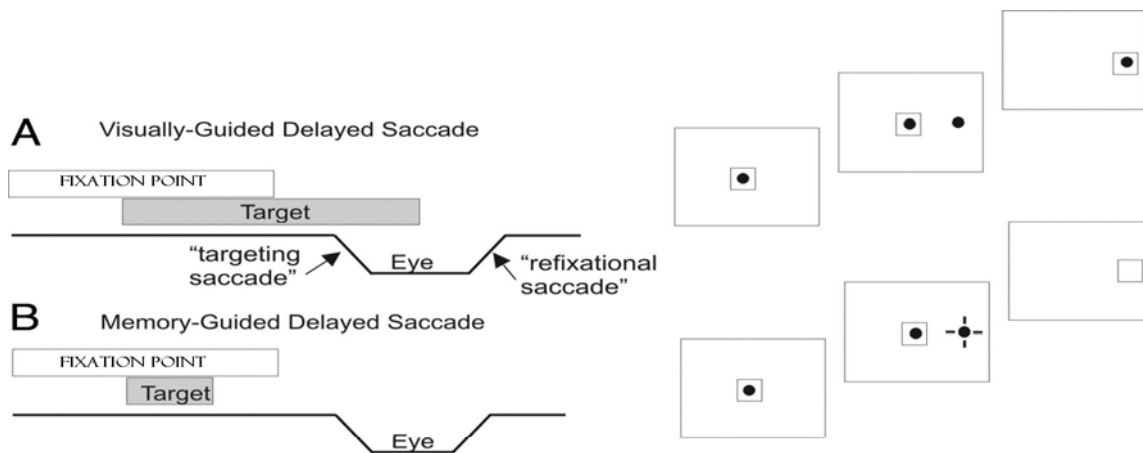 A Visually-Guided Delayed Saccade
FIXATION POINT
Target
“targeting
saccade”
Eye
“refixational
saccade”
B Memory-Guided Delayed Saccade
FIXATION POINT
Target
Eye